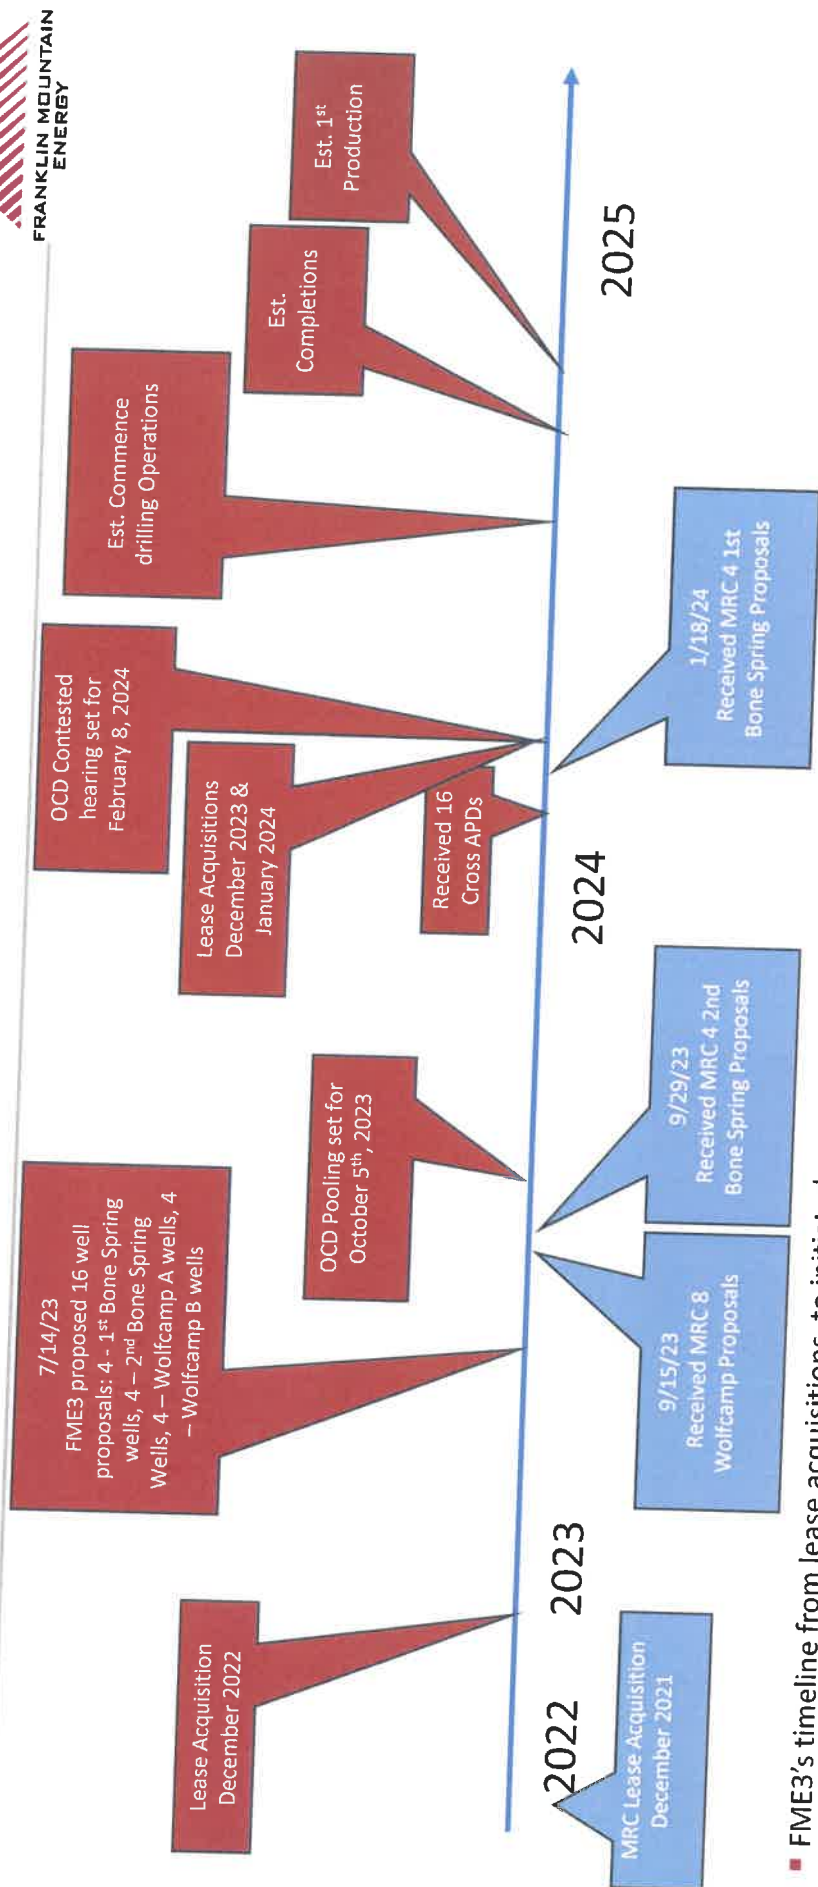 FRANKLIN MOUNTAIN
ENERGY
Lease Acquisition
December 2022
7/14/23
FME3 proposed 16 well
proposals: 4 - 1st Bone Spring
wells, 4 – 2nd Bone Spring
Wells, 4 – Wolfcamp A wells, 4
– Wolfcamp B wells
OCD Pooling set for
October 5th, 2023
OCD Contested
hearing set for
February 8, 2024
Lease Acquisitions
December 2023 &
January 2024
Received 16
Cross APDs
Est. Commence
drilling Operations
Est.
Completions
Est. 1st
Production
2022
2023
2024
2025
MRC Lease Acquisition
December 2021
9/15/23
Received MRC 8
Wolfcamp Proposals
9/29/23
Received MRC 4 2nd
Bone Spring Proposals
1/18/24
Received MRC 4 1st
Bone Spring Proposals
▪ FME3's timeline from lease acquisitions, to